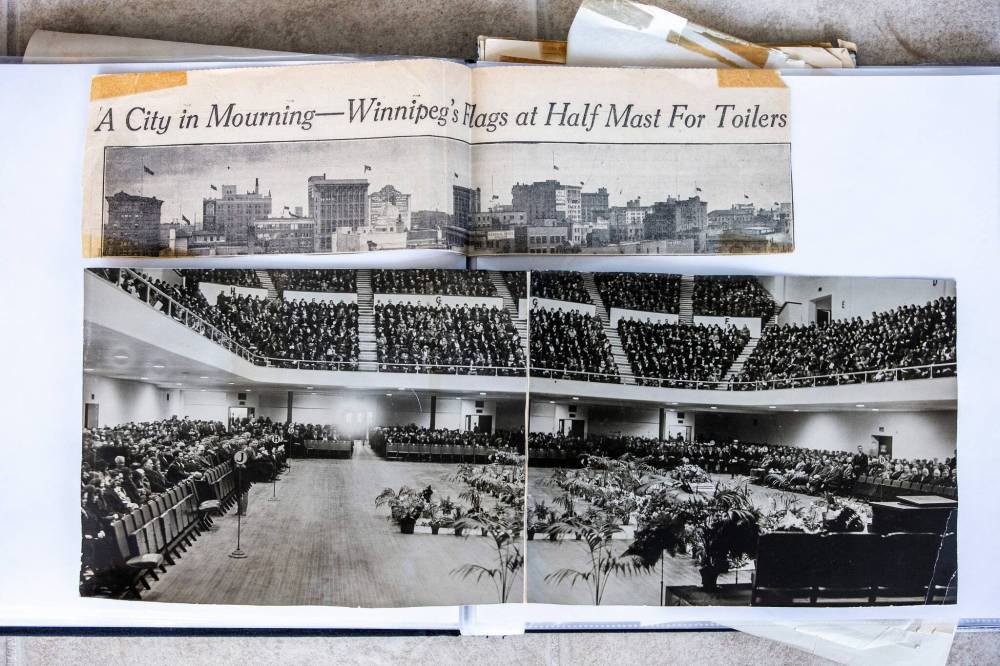 A City in Mourning—Winnipeg's Flags at Half Mast For Toilers
H
G
G
F
E
D
H
J